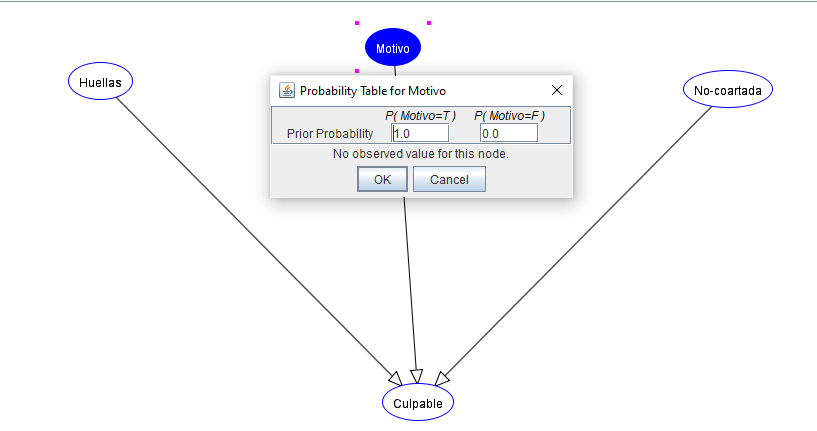 Motivo
Huellas
No-coartada
Probability Table for Motivo
P( Motivo=T ) P( Motivo=F )
Prior Probability 1.0 0.0
No observed value for this node.
OK Cancel
Culpable